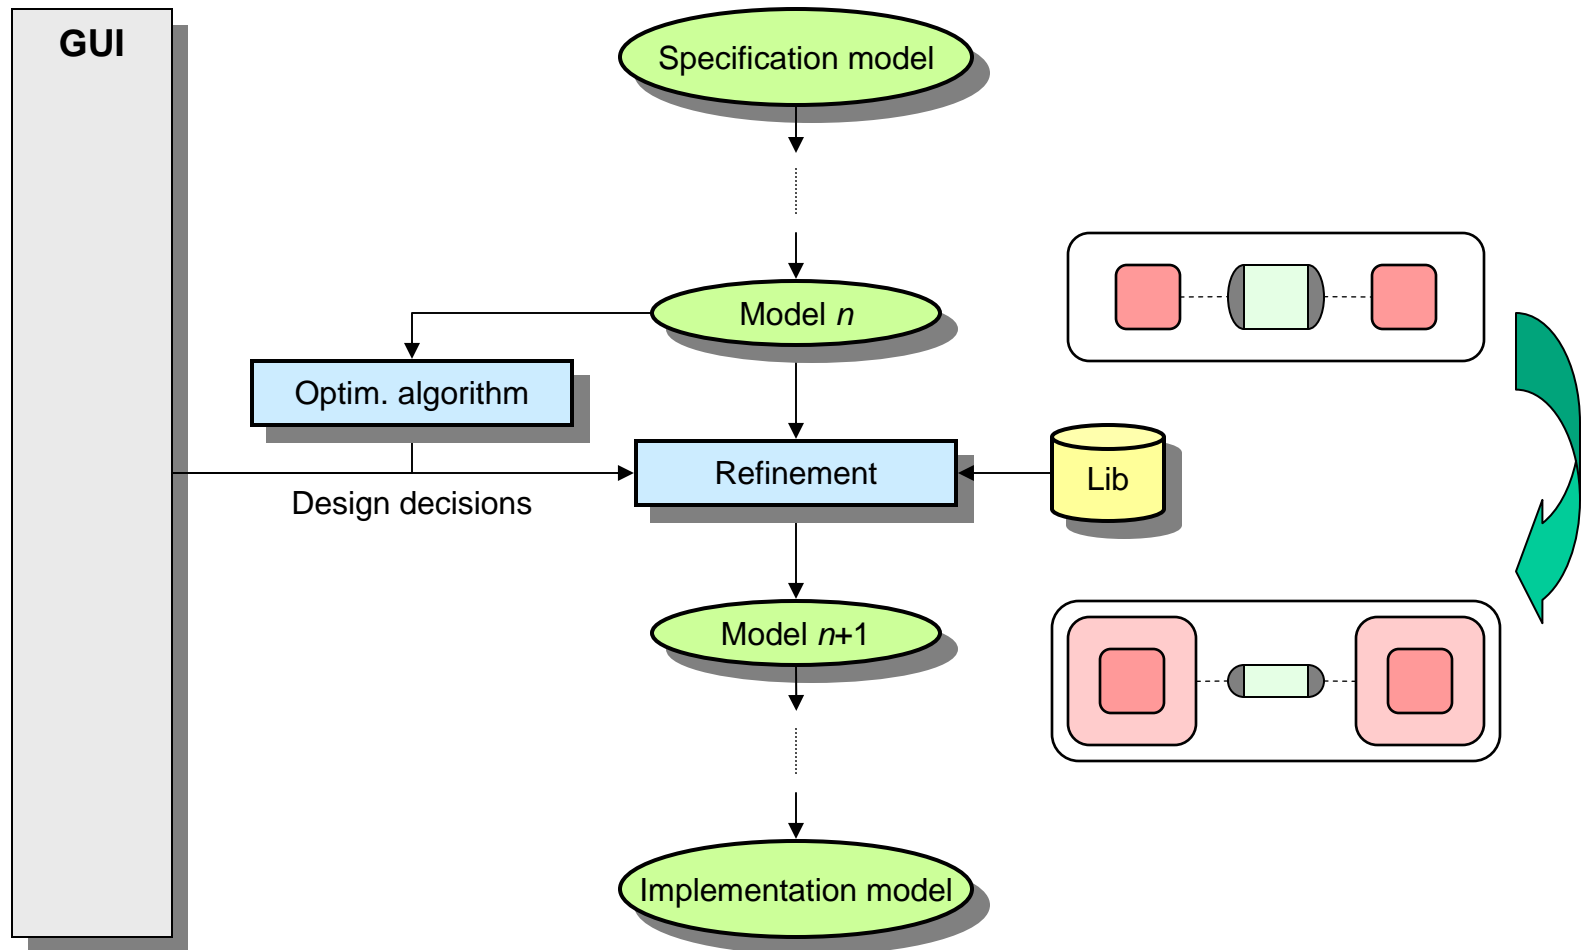 GUI
Specification model
Model n
Optim. algorithm
Refinement
Lib
Design decisions
Model n+1
Implementation model